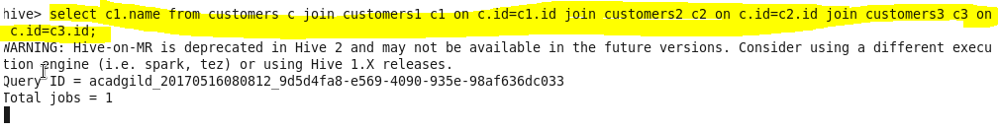 hive> select c1.name from customers c join customers1 c1 on c.id=c1.id join customers2 c2 on c.id=c2.id join customers3 c3 on
c.id=c3.id;
WARNING: Hive-on-MR is deprecated in Hive 2 and may not be available in the future versions. Consider using a different execu
tion engine (i.e. spark, tez) or using Hive 1.X releases.
Query ID = acadgild_20170516080812_9d5d4fa8-e569-4090-935e-98af636dc033
Total jobs = 1